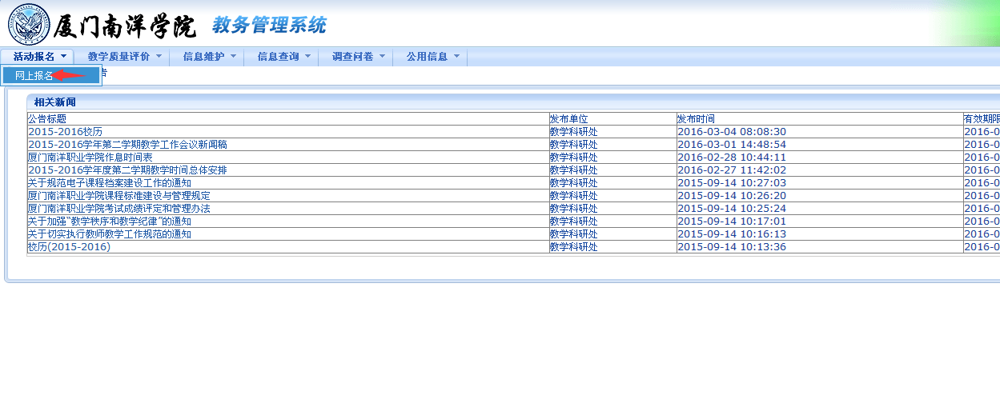 厦门南洋学院 教务管理系统
活动报名 教学质量评价 信息维护 信息查询 调查问卷 公用信息
网上报名 告
相关新闻
公告标题 发布单位 发布时间 有效期限
2015-2016校历 教学科研处 2016-03-04 08:08:30 2016-0
2015-2016学年第二学期教学工作会议新闻稿 教学科研处 2016-03-01 14:48:54 2016-0
厦门南洋职业学院作息时间表 教学科研处 2016-02-28 10:44:11 2016-0
2015-2016学年度第二学期教学时间总体安排 教学科研处 2016-02-27 11:42:02 2016-0
关于规范电子课程档案建设工作的通知 教学科研处 2015-09-14 10:27:03 2016-0
厦门南洋职业学院课程标准建设与管理规定 教学科研处 2015-09-14 10:26:20 2016-0
厦门南洋职业学院考试成绩评定和管理办法 教学科研处 2015-09-14 10:25:24 2016-0
关于加强“教学秩序和教学纪律”的通知 教学科研处 2015-09-14 10:17:01 2016-0
关于切实执行教师教学工作规范的通知 教学科研处 2015-09-14 10:16:13 2016-0
校历(2015-2016) 教学科研处 2015-09-14 10:13:36 2016-0